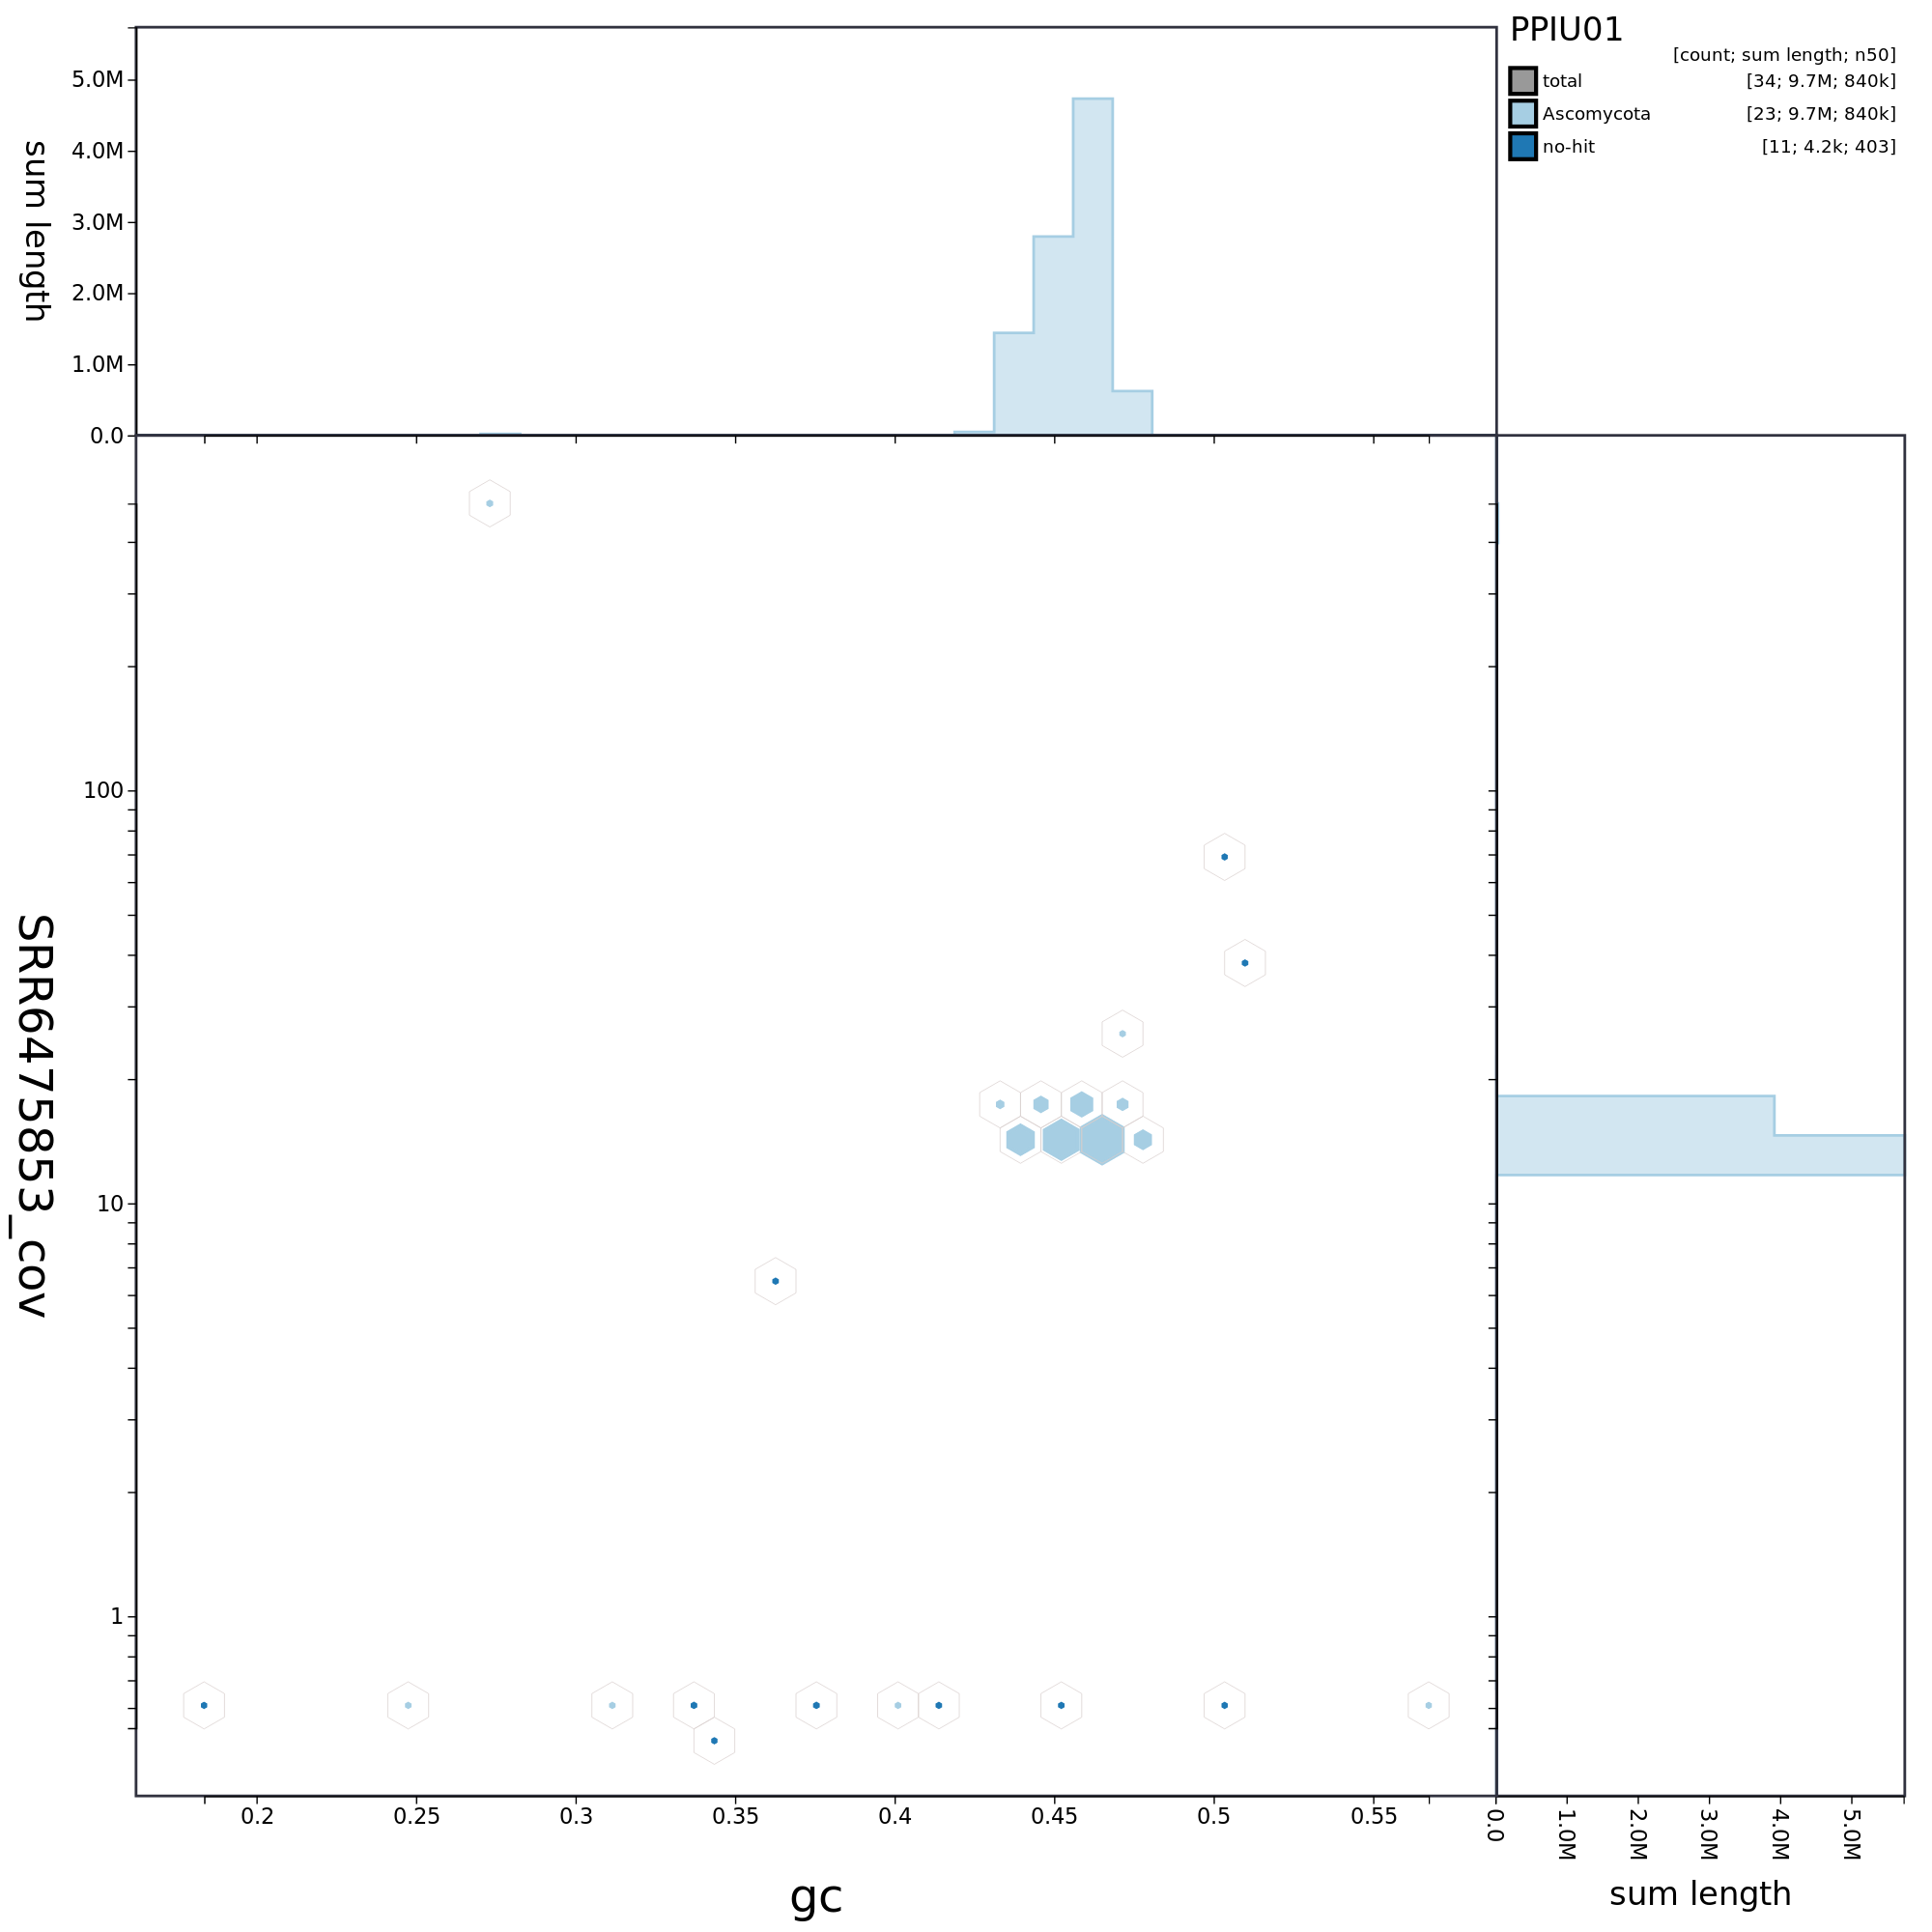 PPIU01
[count; sum length; n50]
total [34; 9.7M; 840k]
Ascomycota [23; 9.7M; 840k]
no-hit [11; 4.2k; 403]
sum length
5.0M
4.0M
3.0M
2.0M
1.0M
0.0
SRR6475853_cov
100
10
1
0.2 0.25 0.3 0.35 0.4 0.45 0.5 0.55
gc
0.0 1.0M 2.0M 3.0M 4.0M 5.0M
sum length